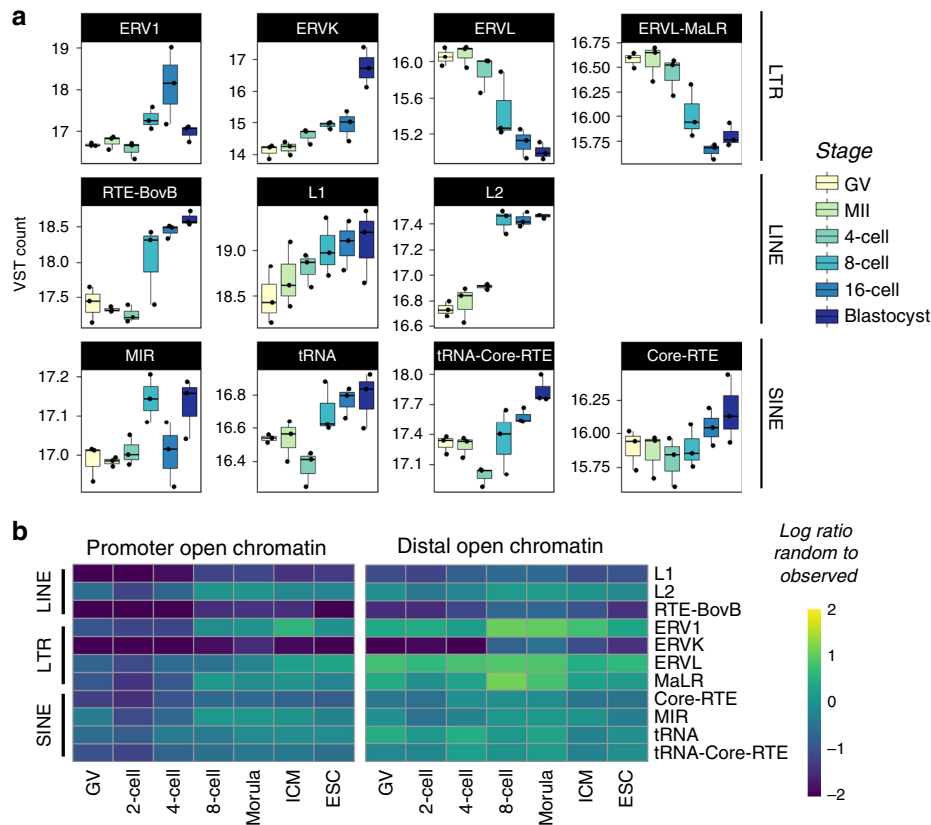 a
ERV1
ERVK
ERVL
ERVL-MaLR
19
18
17
17
16
15
14
16.0
15.6
15.2
16.75
16.50
16.25
16.00
15.75
LTR
RTE-BovB
L1
L2
18.5
18.0
17.5
19.0
18.5
17.4
17.2
17.0
16.8
16.6
LINE
VST count
MIR
tRNA
tRNA-Core-RTE
Core-RTE
17.2
17.1
17.0
16.8
16.6
16.4
18.0
17.7
17.4
17.1
16.25
16.00
15.75
SINE
Stage
GV
MII
4-cell
8-cell
16-cell
Blastocyst
b
Promoter open chromatin
Distal open chromatin
LINE
LTR
SINE
L1
L2
RTE-BovB
ERV1
ERVK
ERVL
MaLR
Core-RTE
MIR
tRNA
tRNA-Core-RTE
GV
2-cell
4-cell
8-cell
Morula
ICM
ESC
GV
2-cell
4-cell
8-cell
Morula
ICM
ESC
Log ratio
random to
observed
2
1
0
−1
−2